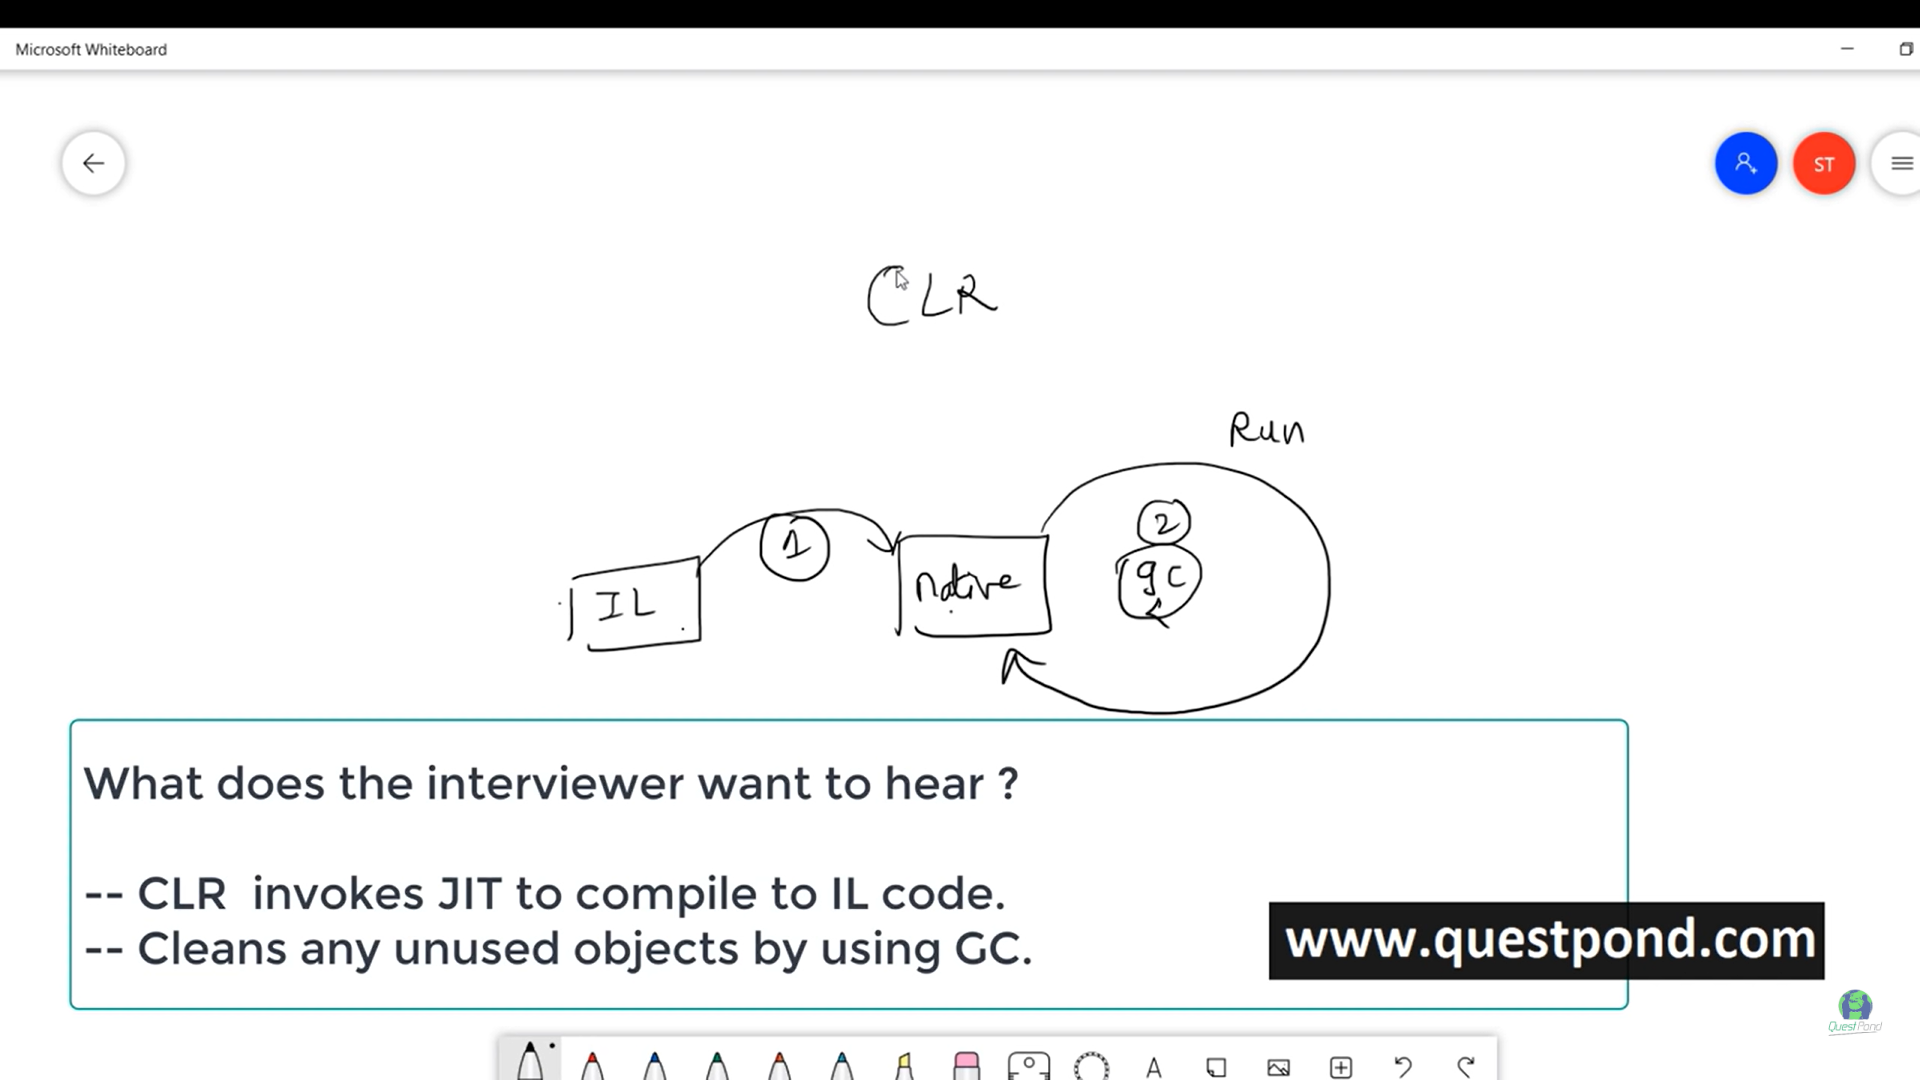 Microsoft Whiteboard
ST
CLR
Run
2
1
gc
native
IL
What does the interviewer want to hear ?
-- CLR invokes JIT to compile to IL code.
-- Cleans any unused objects by using GC.
www.questpond.com
QuestPond
A